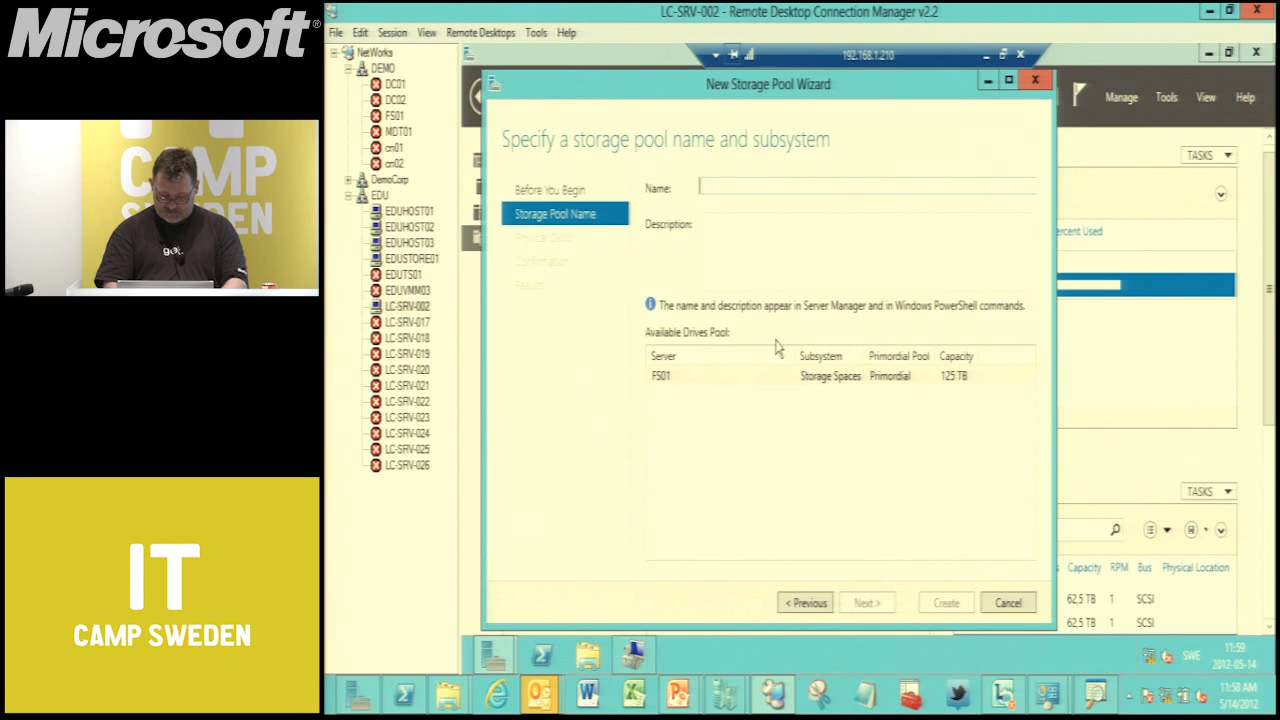 Microsoft®
CAMP
SWEDEN
IT
CAMP SWEDEN
LC-SRV-002 - Remote Desktop Connection Manager v2.2
File Edit Session View Remote Desktops Tools Help
NetWorks
DEMO
DC01
DC02
FS01
MDT01
cn01
cn02
DemoCorp
EDU
EDUHOST01
EDUHOST02
EDUHOST03
EDUSTORE01
EDUTS01
EDUVMM03
LC-SRV-002
LC-SRV-017
LC-SRV-018
LC-SRV-019
LC-SRV-020
LC-SRV-021
LC-SRV-022
LC-SRV-023
LC-SRV-024
LC-SRV-025
LC-SRV-026
192.168.1.210
Manage Tools View Help
New Storage Pool Wizard
Specify a storage pool name and subsystem
Before You Begin
Storage Pool Name
Physical Disks
Confirmation
Results
Name:
Description:
The name and description appear in Server Manager and in Windows PowerShell commands.
Available Drives Pool:
Server Subsystem Primordial Pool Capacity
FS01 Storage Spaces Primordial 125 TB
< Previous Next > Create Cancel
TASKS
ercent Used
TASKS
Capacity RPM Bus Physical Location
62,5 TB 1 SCSI
62,5 TB 1 SCSI
SWE
11:59
2012-05-14
11:58 AM
5/14/2012